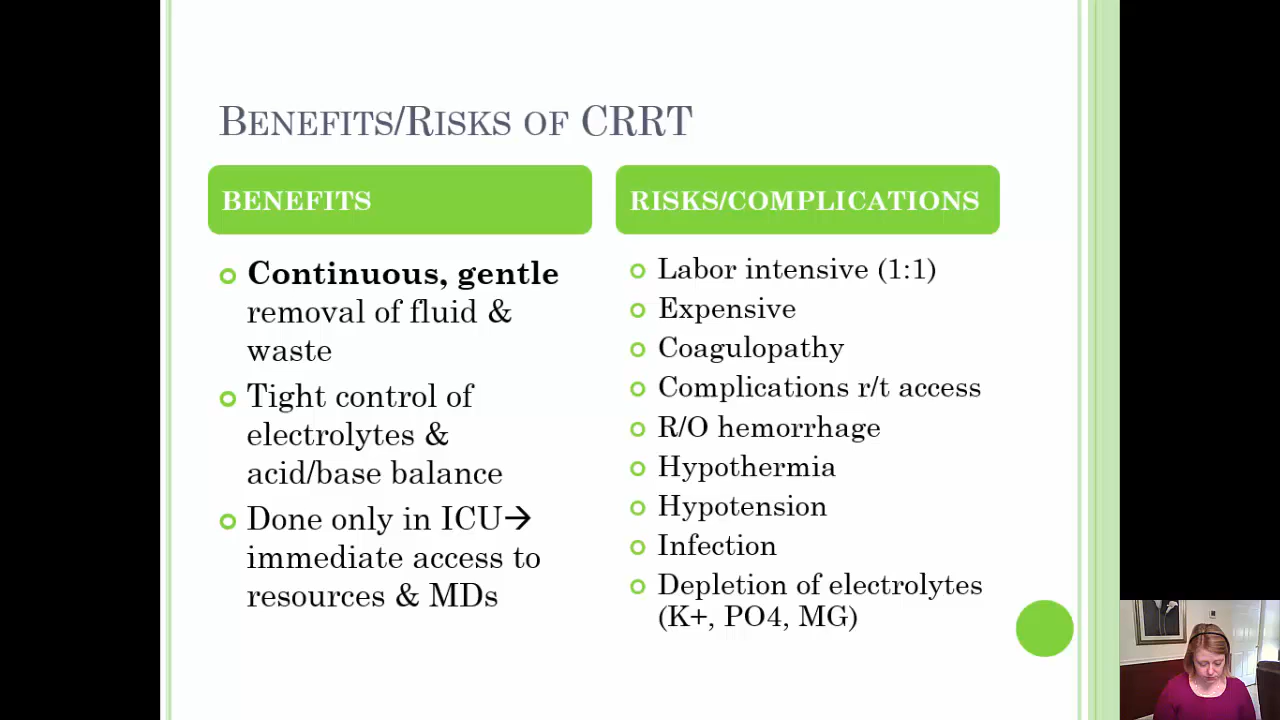 Benefits/Risks of CRRT
BENEFITS
Continuous, gentle
removal of fluid &
waste
Tight control of
electrolytes &
acid/base balance
Done only in ICU→
immediate access to
resources & MDs
RISKS/COMPLICATIONS
Labor intensive (1:1)
Expensive
Coagulopathy
Complications r/t access
R/O hemorrhage
Hypothermia
Hypotension
Infection
Depletion of electrolytes
(K+, PO4, MG)